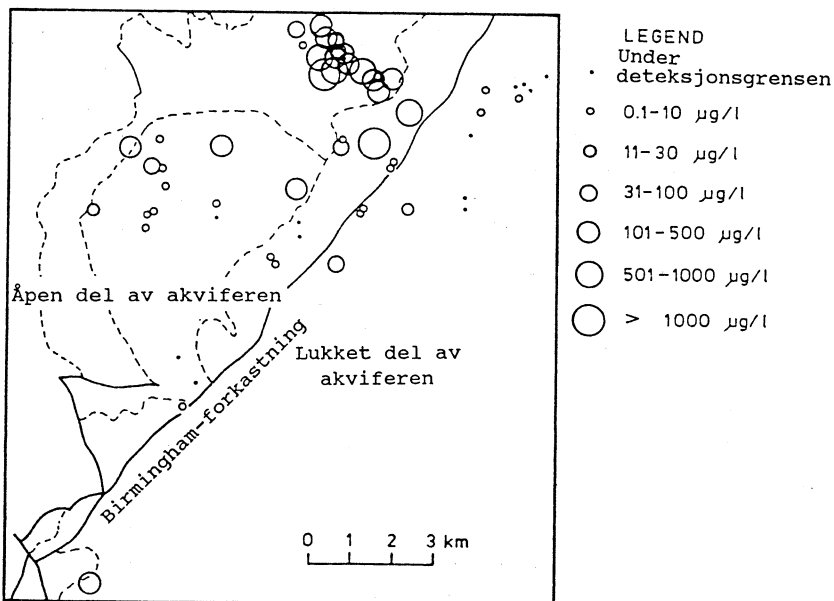 LEGEND
Under
deteksjonsgrensen
0.1-10 µg/l
11-30 µg/l
31-100 µg/l
101-500 µg/l
501-1000 µg/l
> 1000 µg/l
Åpen del av akviferen
Lukket del av
akviferen
Birmingham-forkastning
0 1 2 3 km